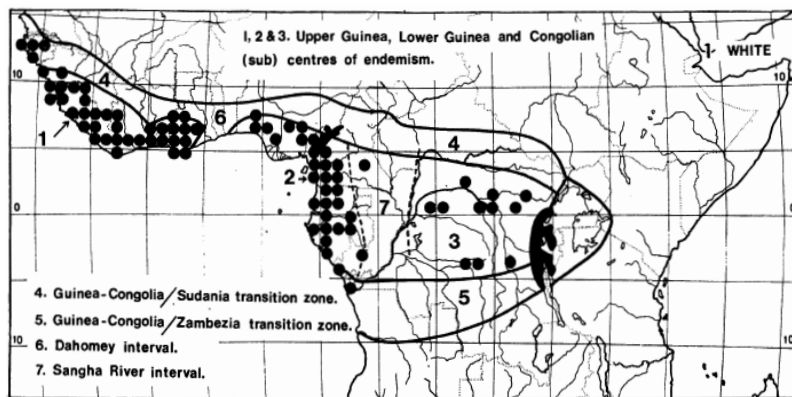 1, 2 & 3. Upper Guinea, Lower Guinea and Congolian
(sub) centres of endemism.
WHITE
10
10
4
6
1
4
2
7
0
0
3
5
4. Guinea-Congolia/Sudania transition zone.
5. Guinea-Congolia/Zambezia transition zone.
6. Dahomey interval.
7. Sangha River interval.
10
10